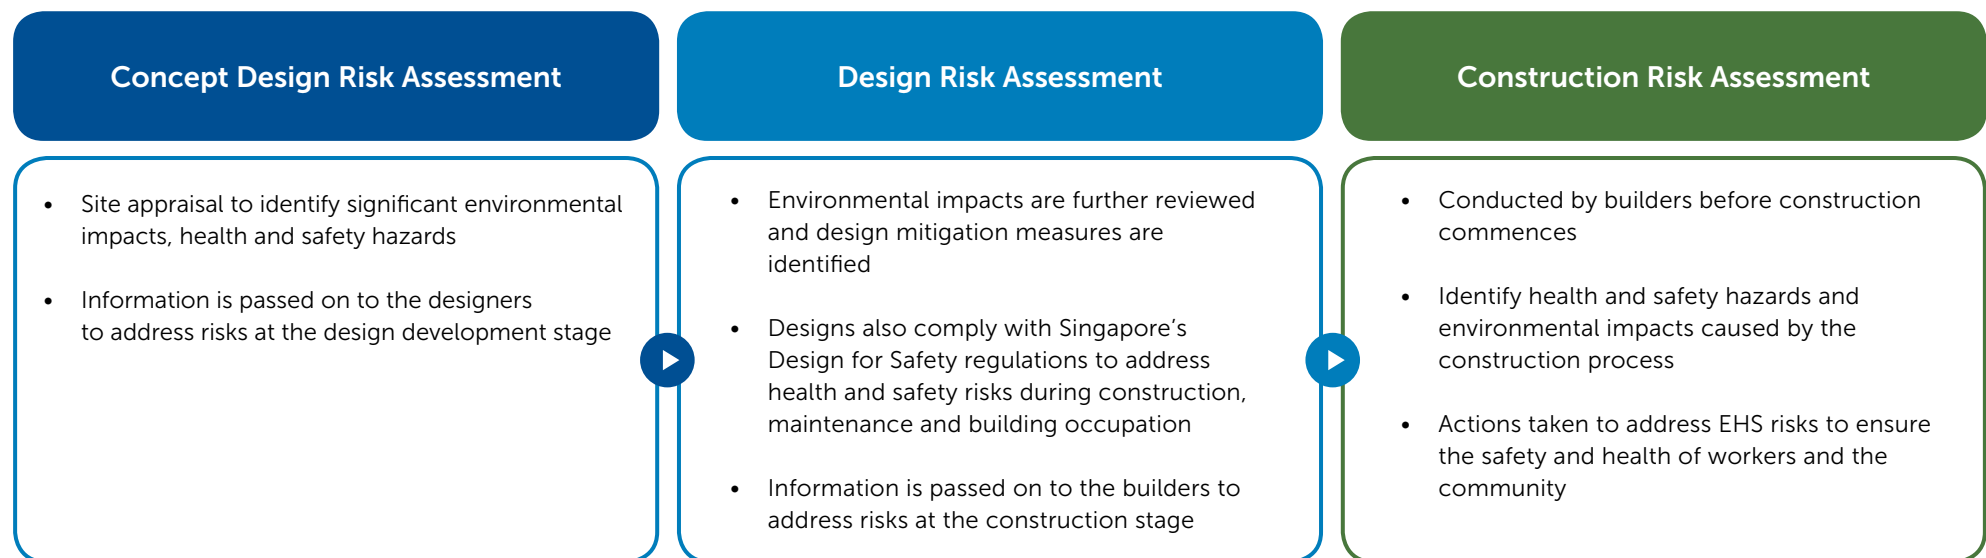 Concept Design Risk Assessment
• Site appraisal to identify significant environmental
impacts, health and safety hazards
• Information is passed on to the designers
to address risks at the design development stage
Design Risk Assessment
• Environmental impacts are further reviewed
and design mitigation measures are
identified
• Designs also comply with Singapore’s
Design for Safety regulations to address
health and safety risks during construction,
maintenance and building occupation
• Information is passed on to the builders to
address risks at the construction stage
Construction Risk Assessment
• Conducted by builders before construction
commences
• Identify health and safety hazards and
environmental impacts caused by the
construction process
• Actions taken to address EHS risks to ensure
the safety and health of workers and the
community